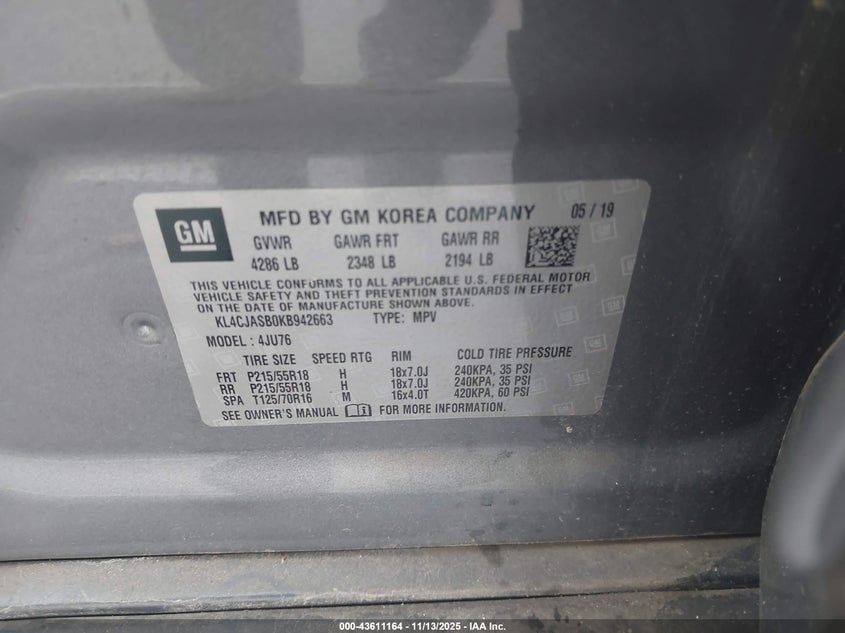 GM MFD BY GM KOREA COMPANY 05 / 19
GVWR GAWR FRT GAWR RR
4286 LB 2348 LB 2194 LB
THIS VEHICLE CONFORMS TO ALL APPLICABLE U.S. FEDERAL MOTOR
VEHICLE SAFETY AND THEFT PREVENTION STANDARDS IN EFFECT
ON THE DATE OF MANUFACTURE SHOWN ABOVE.
KL4CJASB0KB942663 TYPE: MPV
MODEL : 4JU76
TIRE SIZE SPEED RTG RIM COLD TIRE PRESSURE
FRT P215/55R18 H 18x7.0J 240KPA, 35 PSI
RR P215/55R18 H 18x7.0J 240KPA, 35 PSI
SPA T125/70R16 M 16x4.0T 420KPA, 60 PSI
SEE OWNER'S MANUAL FOR MORE INFORMATION.
000-43611164 - 11/13/2025 - IAA Inc.